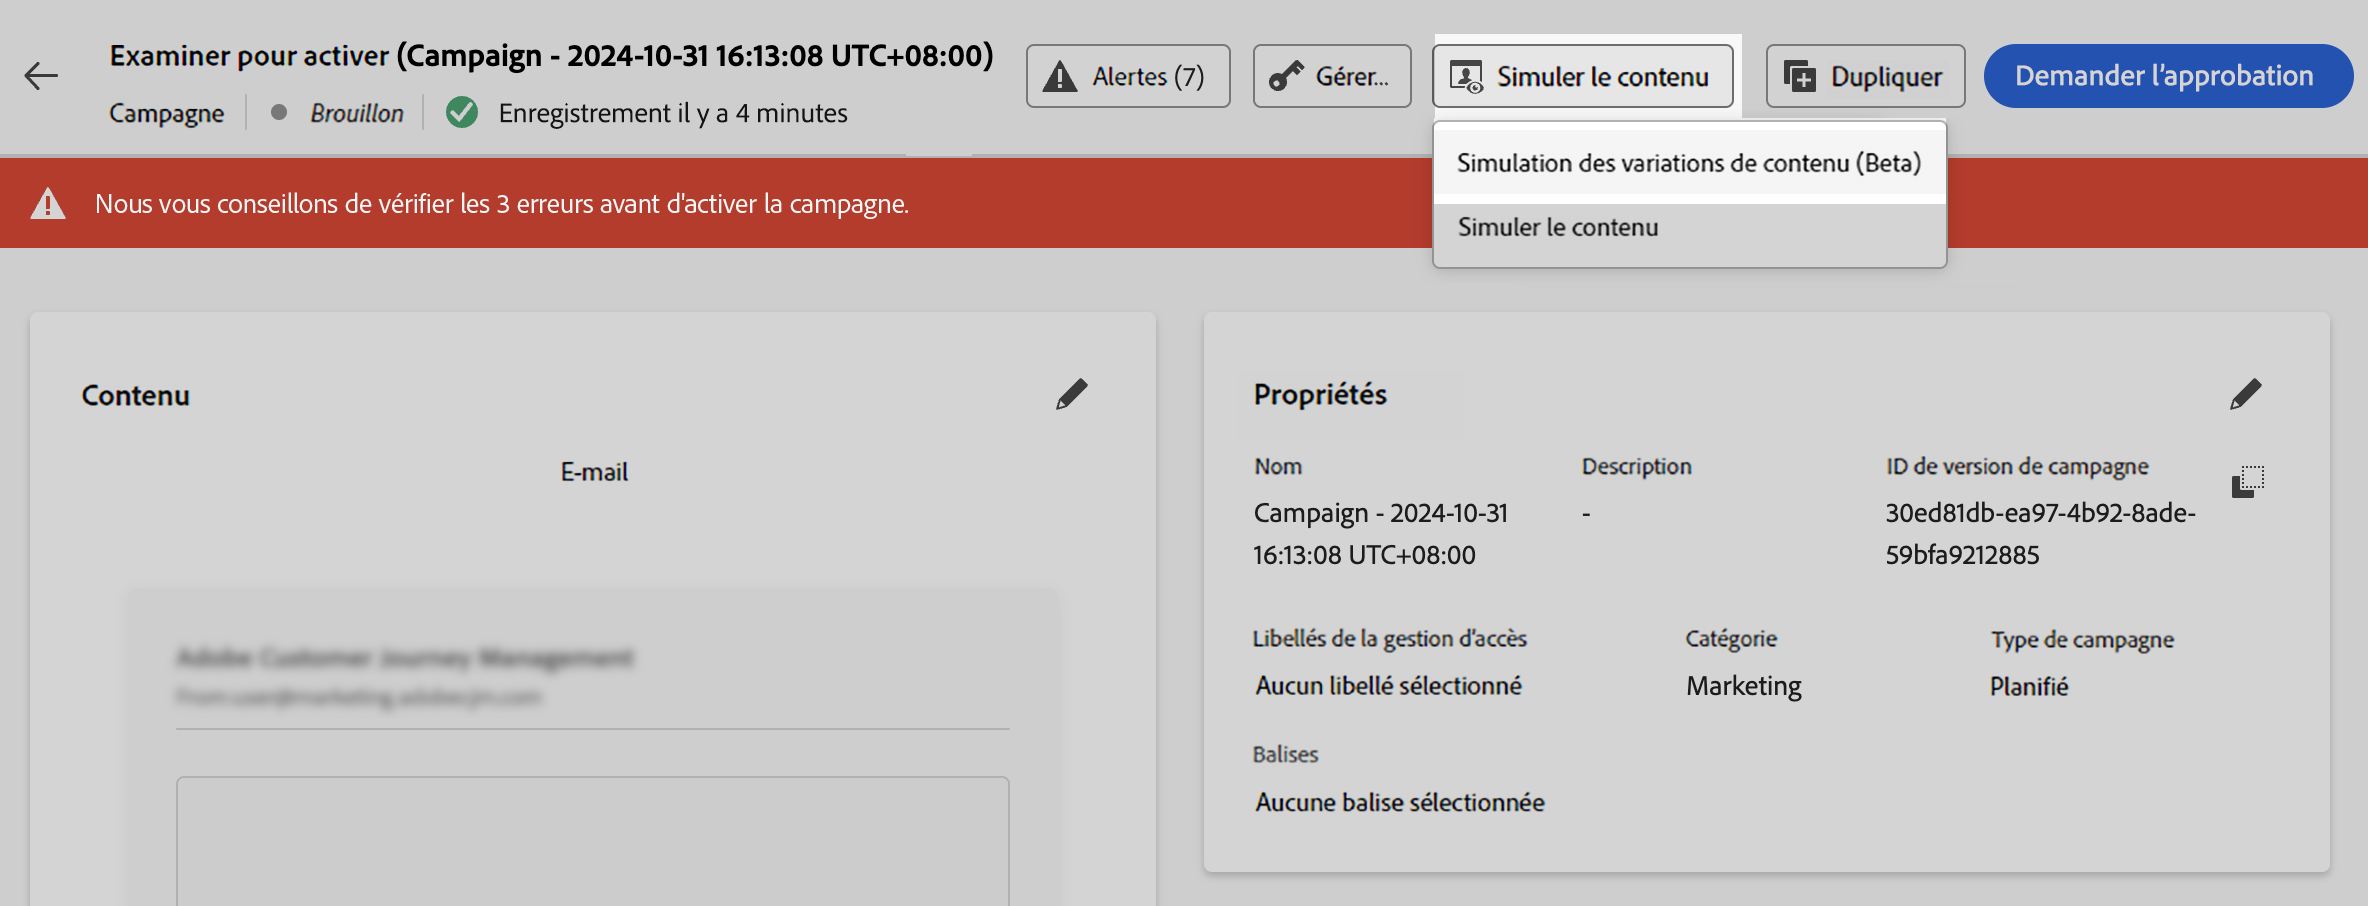 Examiner pour activer (Campaign - 2024-10-31 16:13:08 UTC+08:00)
Campagne
Brouillon
Enregistrement il y a 4 minutes
Alertes (7)
Gérer...
Simuler le contenu
Dupliquer
Demander l'approbation
Simulation des variations de contenu (Beta)
Simuler le contenu
Nous vous conseillons de vérifier les 3 erreurs avant d'activer la campagne.
Contenu
E-mail
Adobe Customer Journey Management
Propriétés
Nom
Campaign - 2024-10-31
16:13:08 UTC+08:00
Description
-
ID de version de campagne
30ed81db-ea97-4b92-8ade-
59bfa9212885
Libellés de la gestion d'accès
Aucun libellé sélectionné
Catégorie
Marketing
Type de campagne
Planifié
Balises
Aucune balise sélectionnée